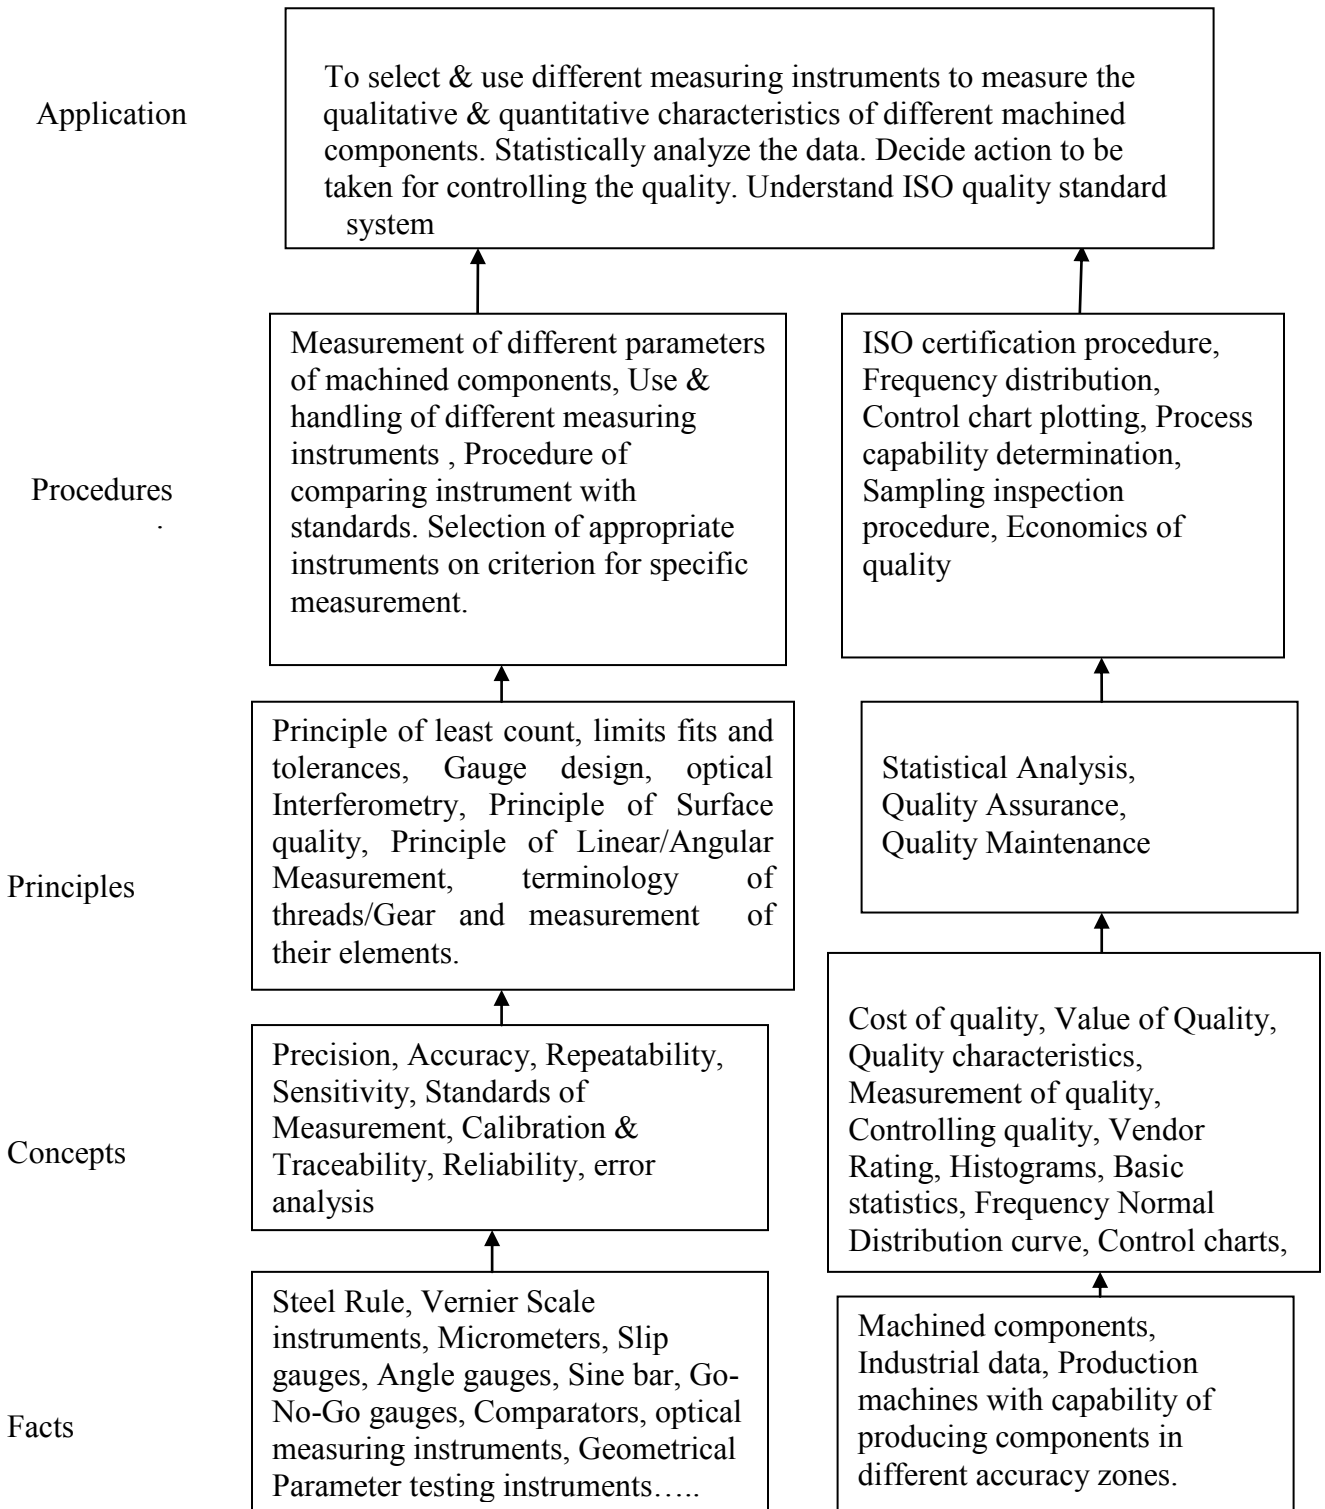 Application
To select & use different measuring instruments to measure the
qualitative & quantitative characteristics of different machined
components. Statistically analyze the data. Decide action to be
taken for controlling the quality. Understand ISO quality standard
system
Procedures
.
Measurement of different parameters
of machined components, Use &
handling of different measuring
instruments , Procedure of
comparing instrument with
standards. Selection of appropriate
instruments on criterion for specific
measurement.
ISO certification procedure,
Frequency distribution,
Control chart plotting, Process
capability determination,
Sampling inspection
procedure, Economics of
quality
Principles
Principle of least count, limits fits and
tolerances, Gauge design, optical
Interferometry, Principle of Surface
quality, Principle of Linear/Angular
Measurement, terminology of
threads/Gear and measurement of
their elements.
Statistical Analysis,
Quality Assurance,
Quality Maintenance
Concepts
Precision, Accuracy, Repeatability,
Sensitivity, Standards of
Measurement, Calibration &
Traceability, Reliability, error
analysis
Cost of quality, Value of Quality,
Quality characteristics,
Measurement of quality,
Controlling quality, Vendor
Rating, Histograms, Basic
statistics, Frequency Normal
Distribution curve, Control charts,
Facts
Steel Rule, Vernier Scale
instruments, Micrometers, Slip
gauges, Angle gauges, Sine bar, Go-
No-Go gauges, Comparators, optical
measuring instruments, Geometrical
Parameter testing instruments…..
Machined components,
Industrial data, Production
machines with capability of
producing components in
different accuracy zones.